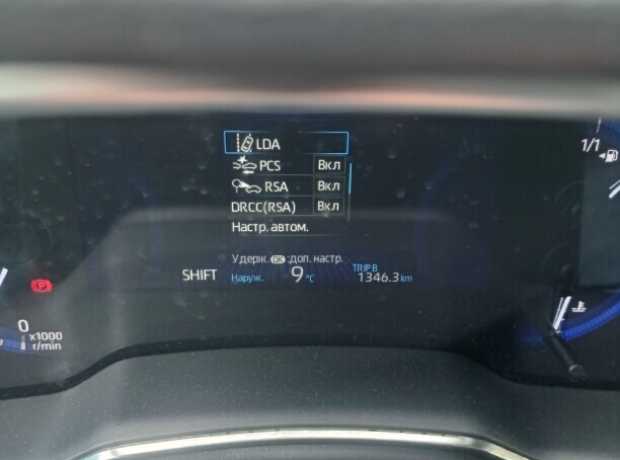 LDA
1/1
PCS Вкл
RSA Вкл
DRCC(RSA) Вкл
Настр. автом.
Удерж. OK :доп. настр.
SHIFT Наруж. 9 °C TRIP B 1346.3 km
P
0
x1000
r/min